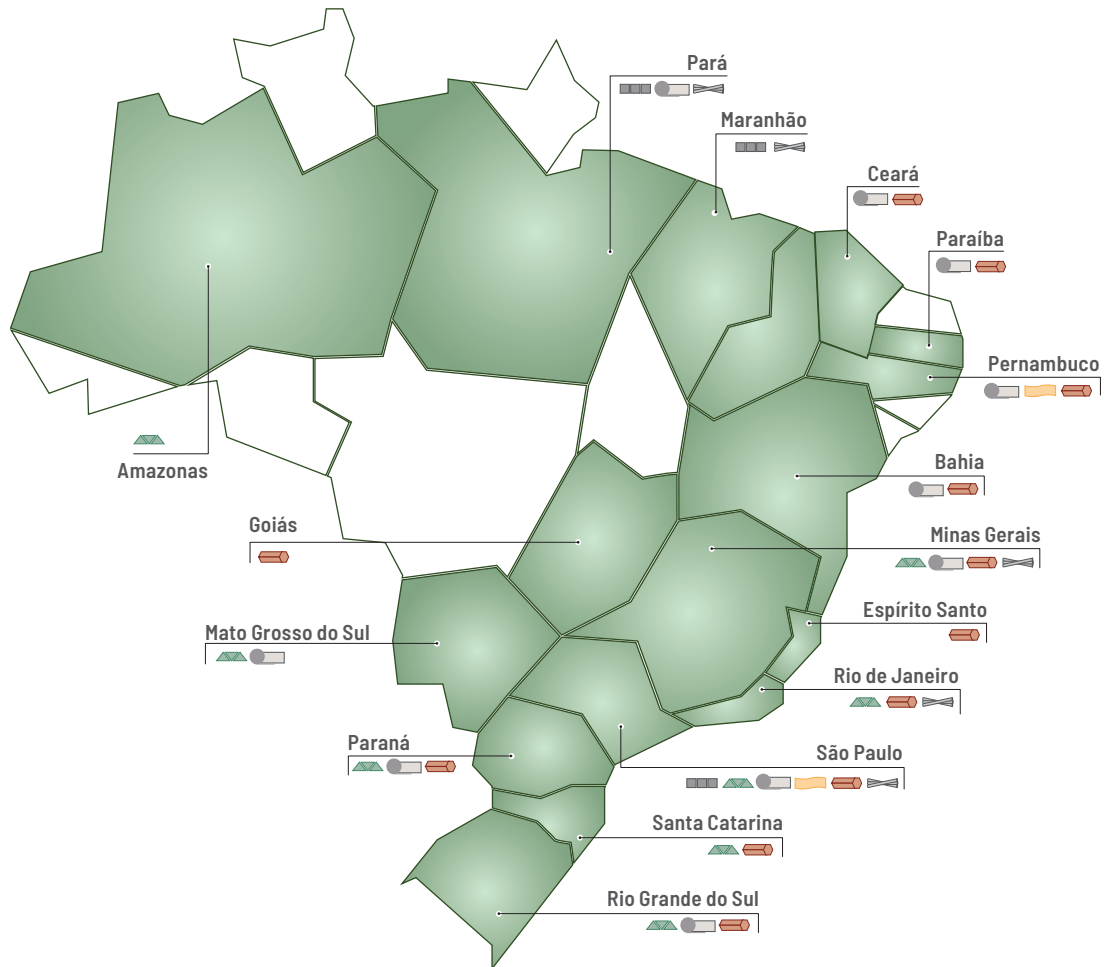 Pará
Maranhão
Ceará
Paraíba
Pernambuco
Amazonas
Bahia
Goiás
Minas Gerais
Espírito Santo
Mato Grosso do Sul
Rio de Janeiro
Paraná
São Paulo
Santa Catarina
Rio Grande do Sul